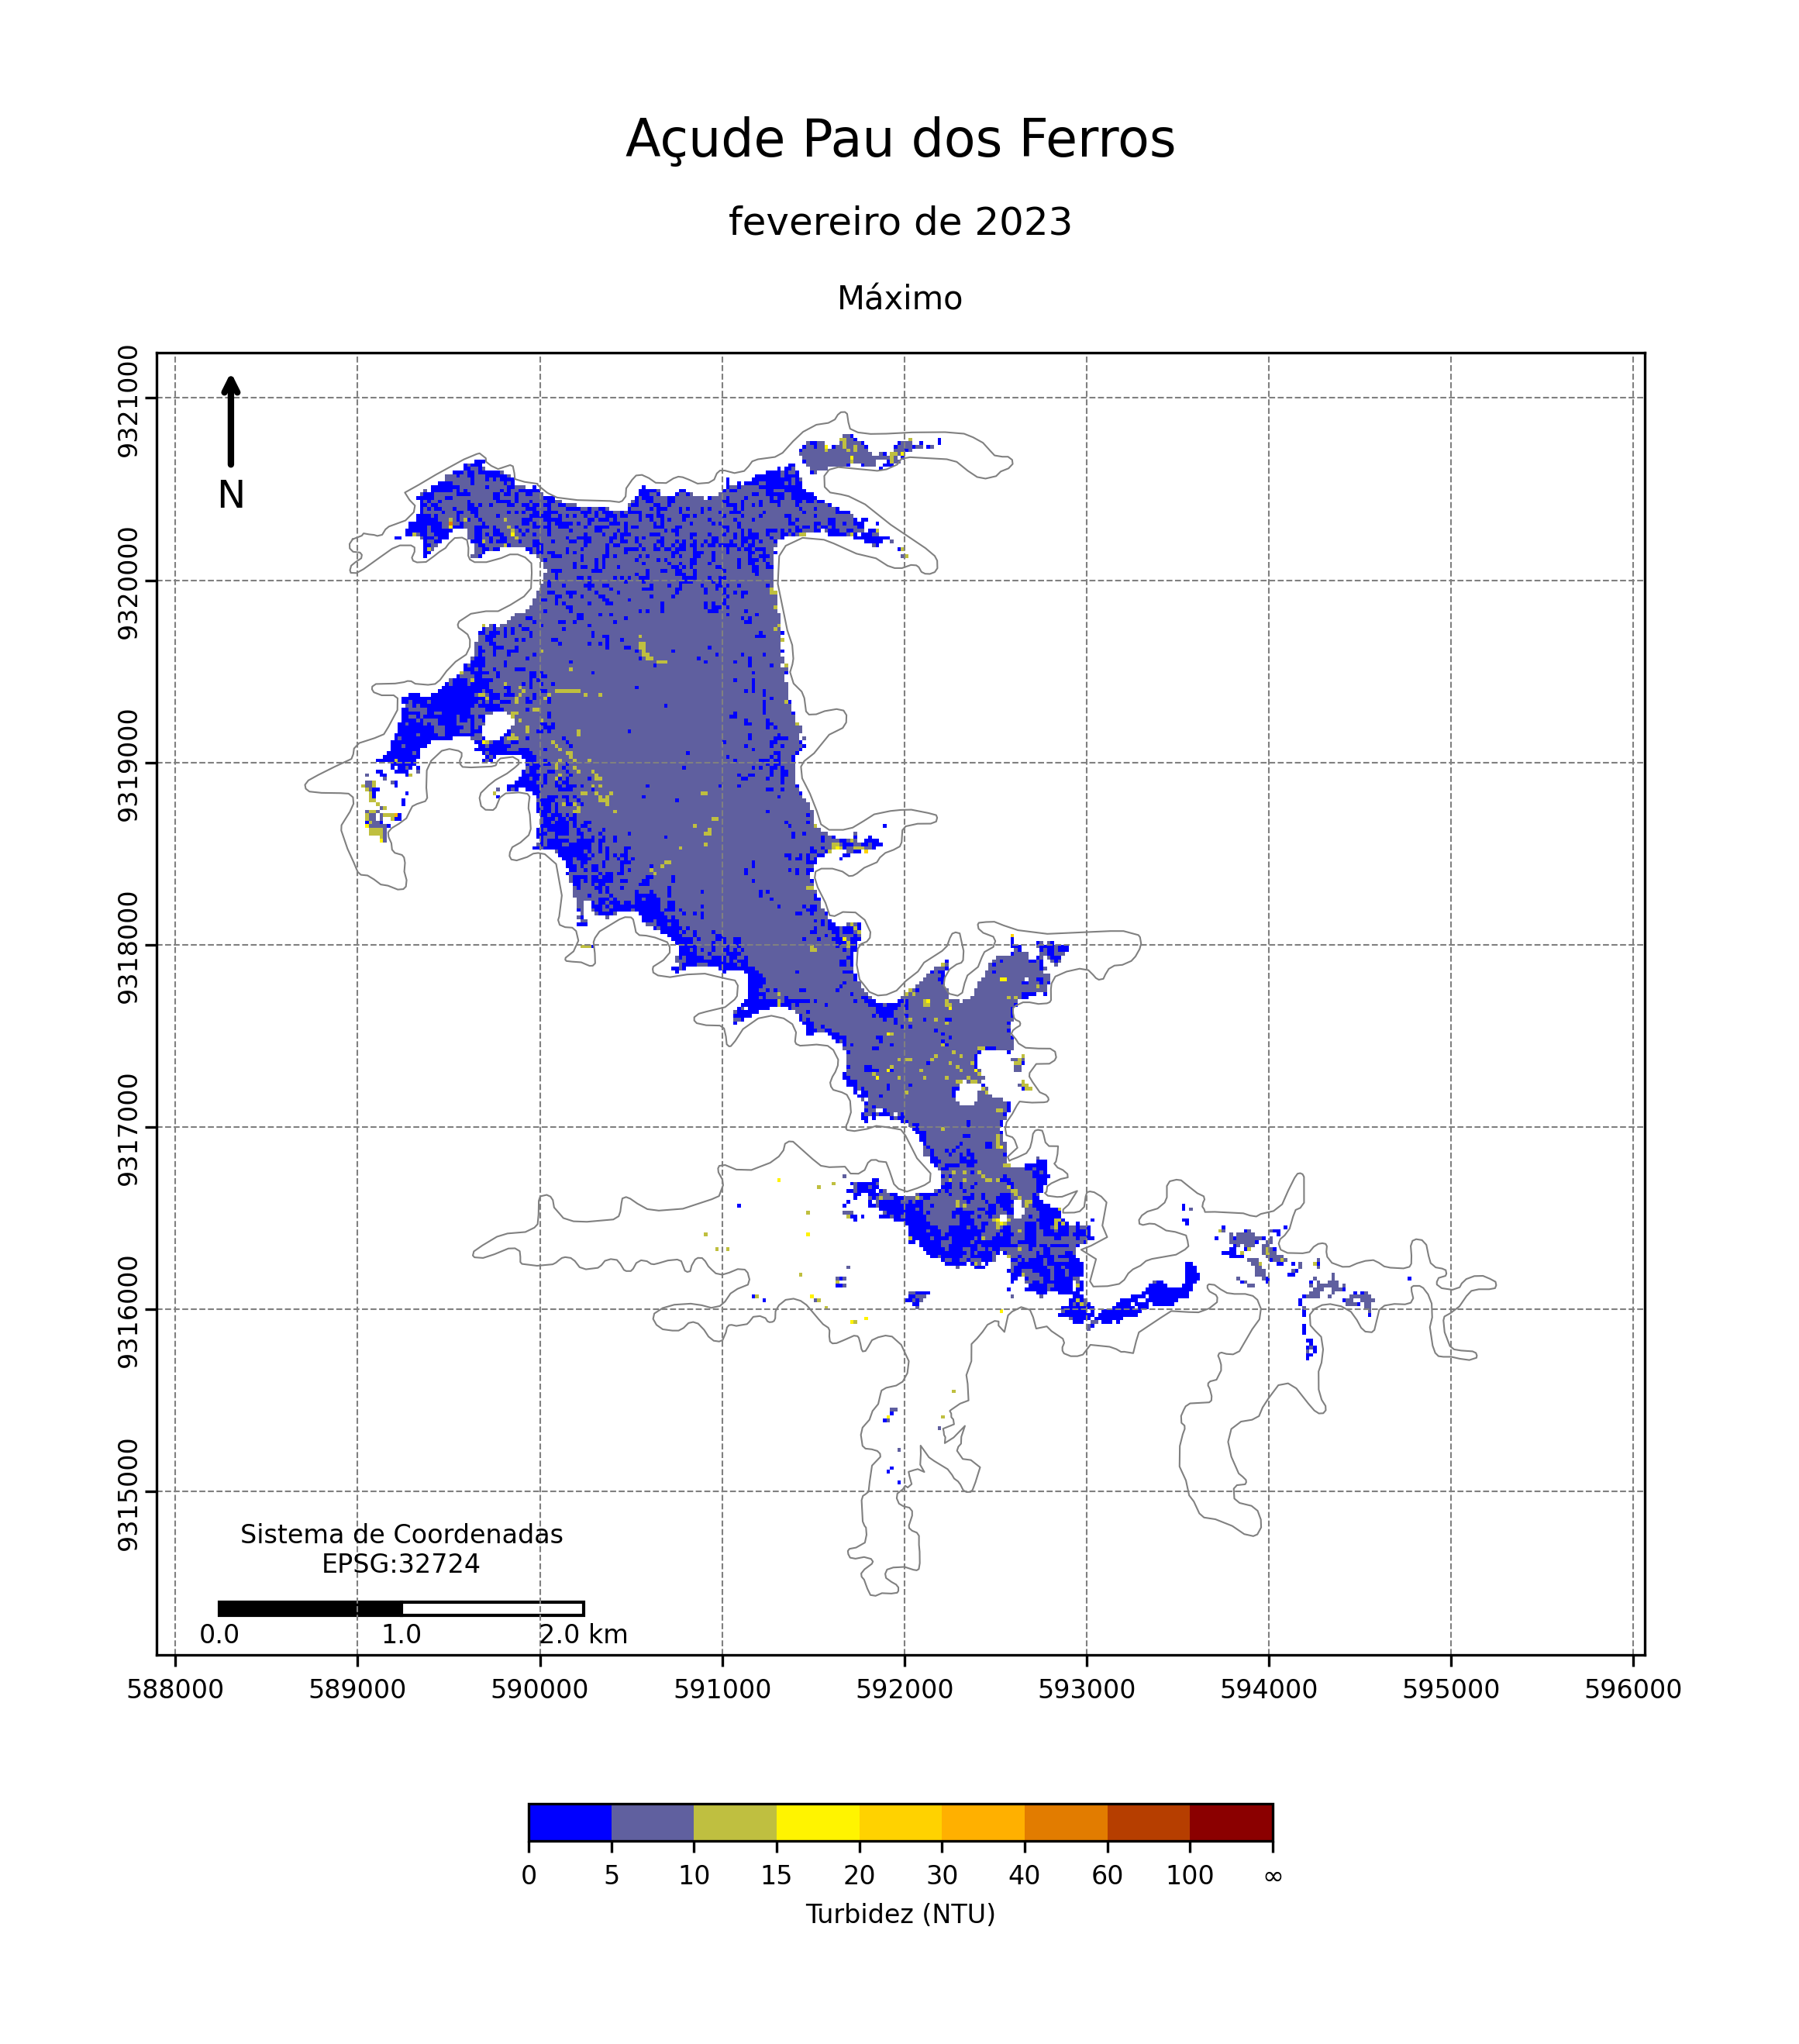 Açude Pau dos Ferros
fevereiro de 2023
Máximo
9321000
9320000
9319000
9318000
9317000
9316000
9315000
N
Sistema de Coordenadas
EPSG:32724
0.0 1.0 2.0 km
588000 589000 590000 591000 592000 593000 594000 595000 596000
0 5 10 15 20 30 40 60 100 ∞
Turbidez (NTU)